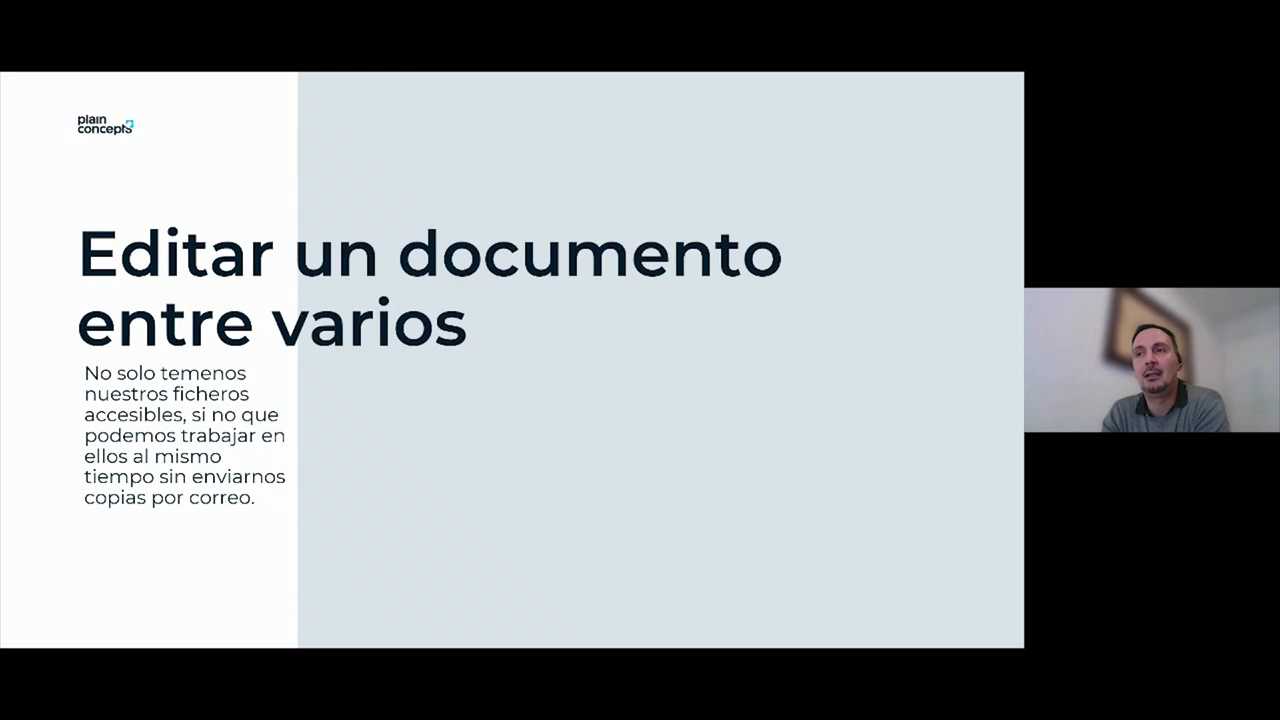 plain
concepts
Editar un documento
entre varios
No solo temenos
nuestros ficheros
accesibles, si no que
podemos trabajar en
ellos al mismo
tiempo sin enviarnos
copias por correo.